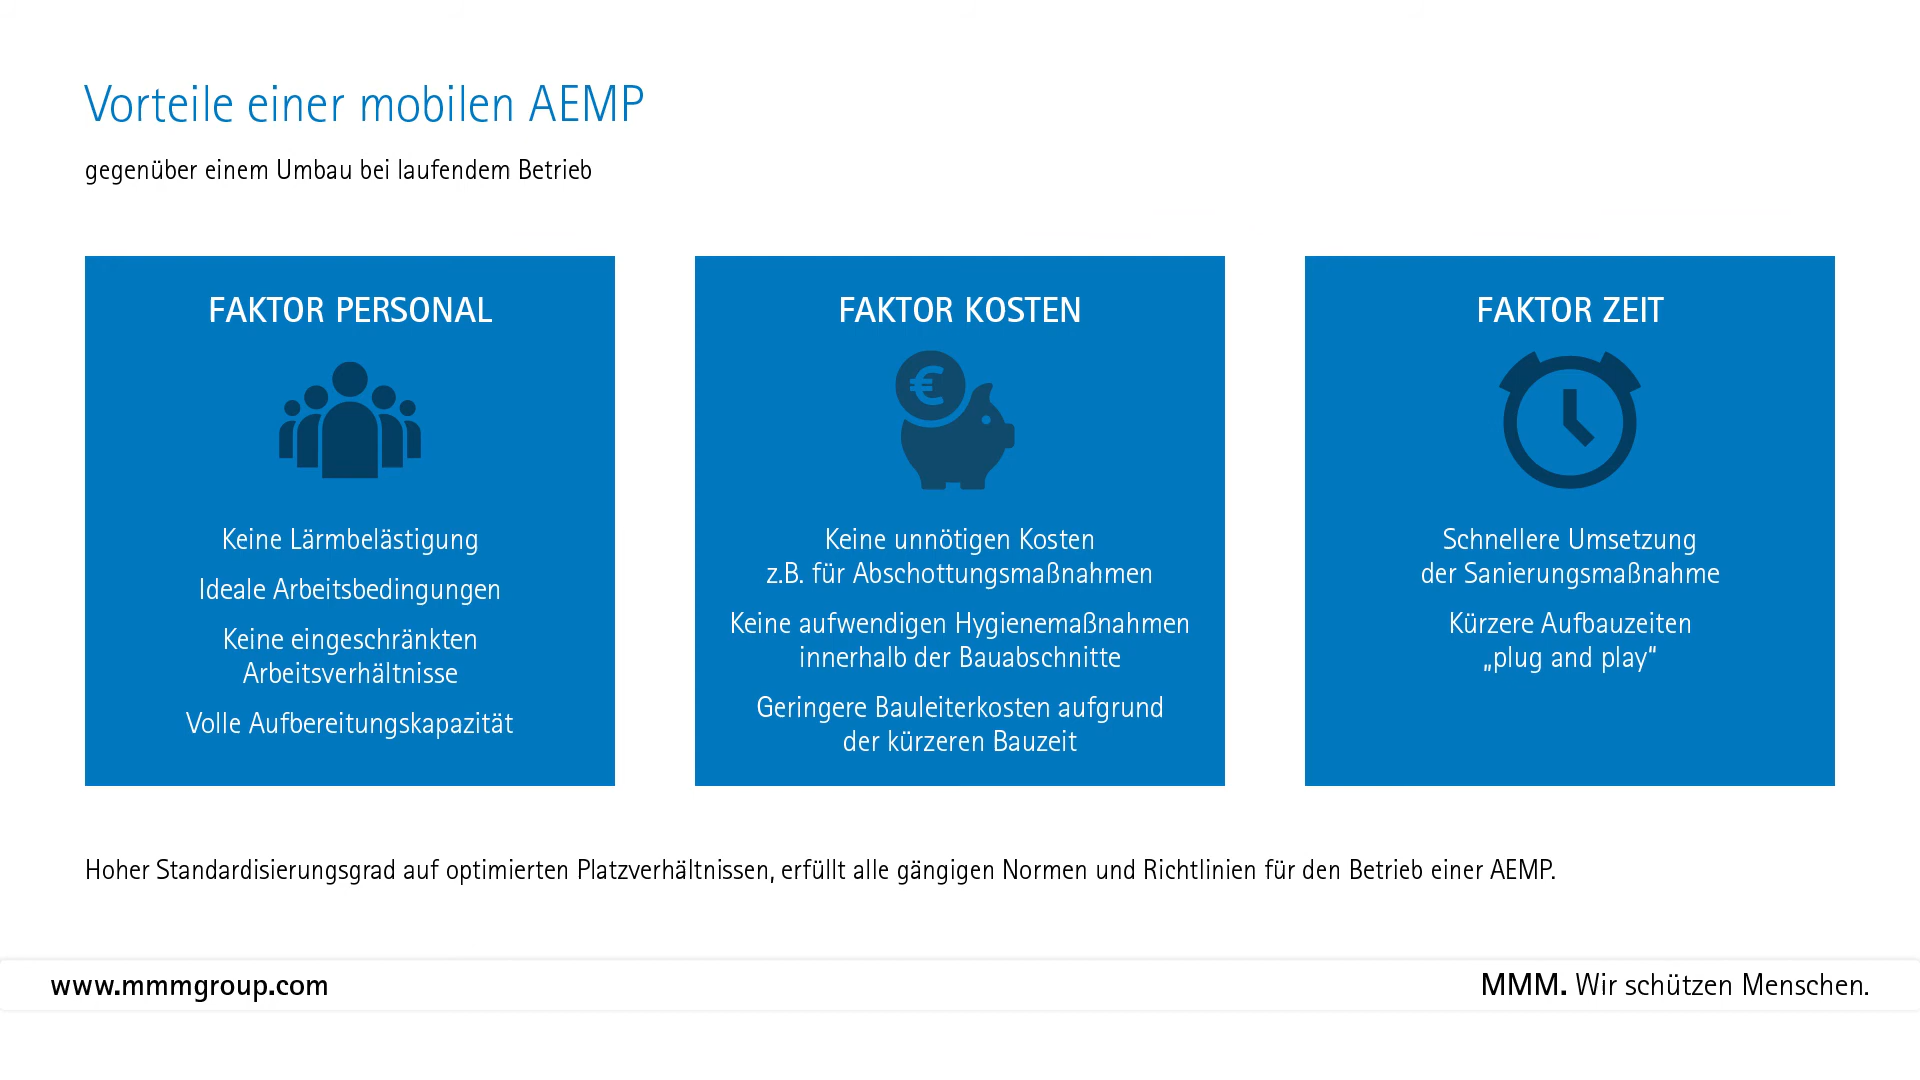 Vorteile einer mobilen AEMP
gegenüber einem Umbau bei laufendem Betrieb
FAKTOR PERSONAL
Keine Lärmbelästigung
Ideale Arbeitsbedingungen
Keine eingeschränkten
Arbeitsverhältnisse
Volle Aufbereitungskapazität
FAKTOR KOSTEN
€
Keine unnötigen Kosten
z.B. für Abschottungsmaßnahmen
Keine aufwendigen Hygienemaßnahmen
innerhalb der Bauabschnitte
Geringere Bauleiterkosten aufgrund
der kürzeren Bauzeit
FAKTOR ZEIT
Schnellere Umsetzung
der Sanierungsmaßnahme
Kürzere Aufbauzeiten
„plug and play“
Hoher Standardisierungsgrad auf optimierten Platzverhältnissen, erfüllt alle gängigen Normen und Richtlinien für den Betrieb einer AEMP.
www.mmmgroup.com
MMM. Wir schützen Menschen.